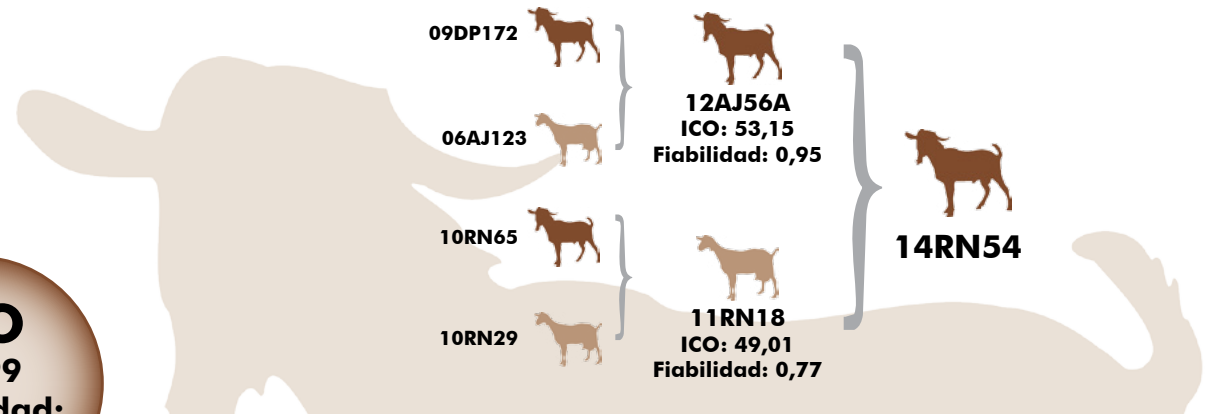 09DP172
06AJ123
12AJ56A
ICO: 53,15
Fiabilidad: 0,95
10RN65
10RN29
11RN18
ICO: 49,01
Fiabilidad: 0,77
14RN54